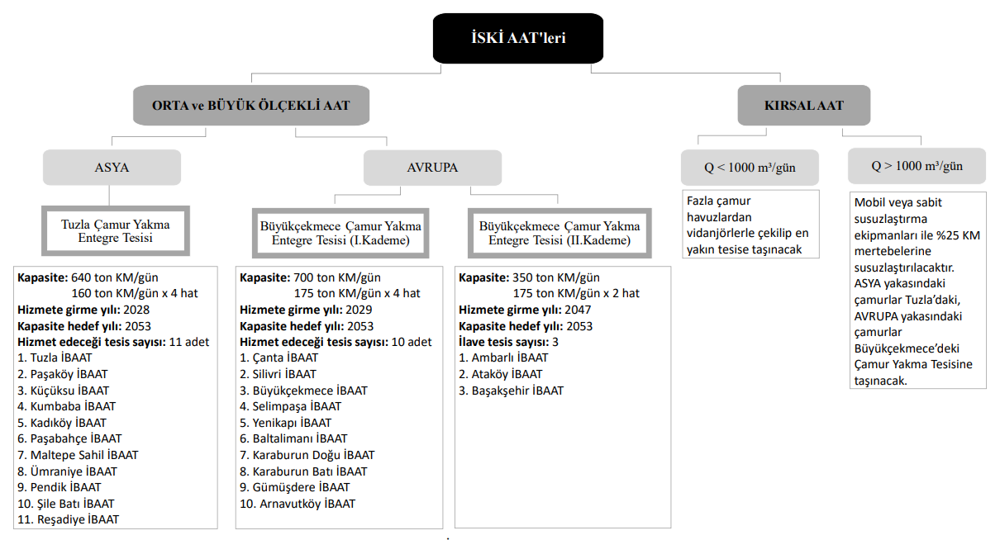 İSKİ AAT'leri
ORTA ve BÜYÜK ÖLÇEKLİ AAT
KIRSAL AAT
ASYA
AVRUPA
Q < 1000 m³/gün
Q > 1000 m³/gün
Tuzla Çamur Yakma
Entegre Tesisi
Büyükçekmece Çamur Yakma
Entegre Tesisi (I.Kademe)
Büyükçekmece Çamur Yakma
Entegre Tesisi (II.Kademe)
Fazla çamur
havuzlardan
vidanjörlerle çekilip en
yakın tesise taşınacak
Mobil veya sabit
susuzlaştırma
ekipmanları ile %25 KM
mertebelerine
susuzlaştırılacaktır.
ASYA yakasındaki
çamurlar Tuzla’daki,
AVRUPA yakasındaki
çamurlar
Büyükçekmece’deki
Çamur Yakma Tesisine
taşınacak.
Kapasite: 640 ton KM/gün
160 ton KM/gün x 4 hat
Hizmete girme yılı: 2028
Kapasite hedef yılı: 2053
Hizmet edeceği tesis sayısı: 11 adet
1. Tuzla İBAAT
2. Paşaköy İBAAT
3. Küçüksu İBAAT
4. Kumbaba İBAAT
5. Kadıköy İBAAT
6. Paşabahçe İBAAT
7. Maltepe Sahil İBAAT
8. Ümraniye İBAAT
9. Pendik İBAAT
10. Şile Batı İBAAT
11. Reşadiye İBAAT
Kapasite: 700 ton KM/gün
175 ton KM/gün x 4 hat
Hizmete girme yılı: 2029
Kapasite hedef yılı: 2053
Hizmet edeceği tesis sayısı: 10 adet
1. Çanta İBAAT
2. Silivri İBAAT
3. Büyükçekmece İBAAT
4. Selimpaşa İBAAT
5. Yenikapı İBAAT
6. Baltalimanı İBAAT
7. Karaburun Doğu İBAAT
8. Karaburun Batı İBAAT
9. Gümüşdere İBAAT
10. Arnavutköy İBAAT
Kapasite: 350 ton KM/gün
175 ton KM/gün x 2 hat
Hizmete girme yılı: 2047
Kapasite hedef yılı: 2053
İlave tesis sayısı: 3
1. Ambarlı İBAAT
2. Ataköy İBAAT
3. Başakşehir İBAAT